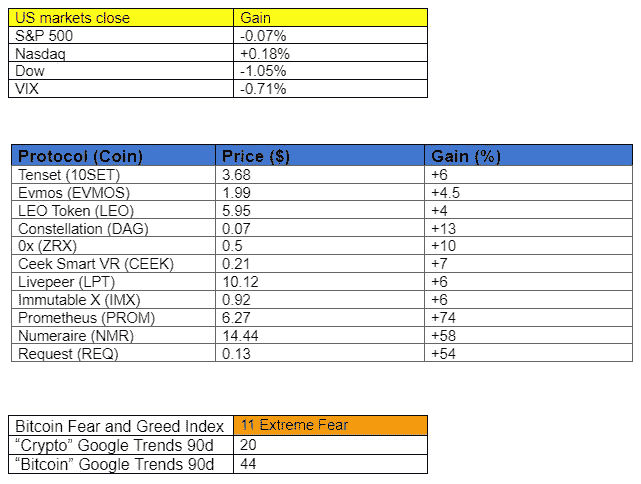 US markets close Gain
S&P 500 -0.07%
Nasdaq +0.18%
Dow -1.05%
VIX -0.71%
Protocol (Coin) Price ($) Gain (%)
Tenset (10SET) 3.68 +6
Evmos (EVMOS) 1.99 +4.5
LEO Token (LEO) 5.95 +4
Constellation (DAG) 0.07 +13
0x (ZRX) 0.5 +10
Ceek Smart VR (CEEK) 0.21 +7
Livepeer (LPT) 10.12 +6
Immutable X (IMX) 0.92 +6
Prometheus (PROM) 6.27 +74
Numeraire (NMR) 14.44 +58
Request (REQ) 0.13 +54
Bitcoin Fear and Greed Index 11 Extreme Fear
“Crypto” Google Trends 90d 20
“Bitcoin” Google Trends 90d 44